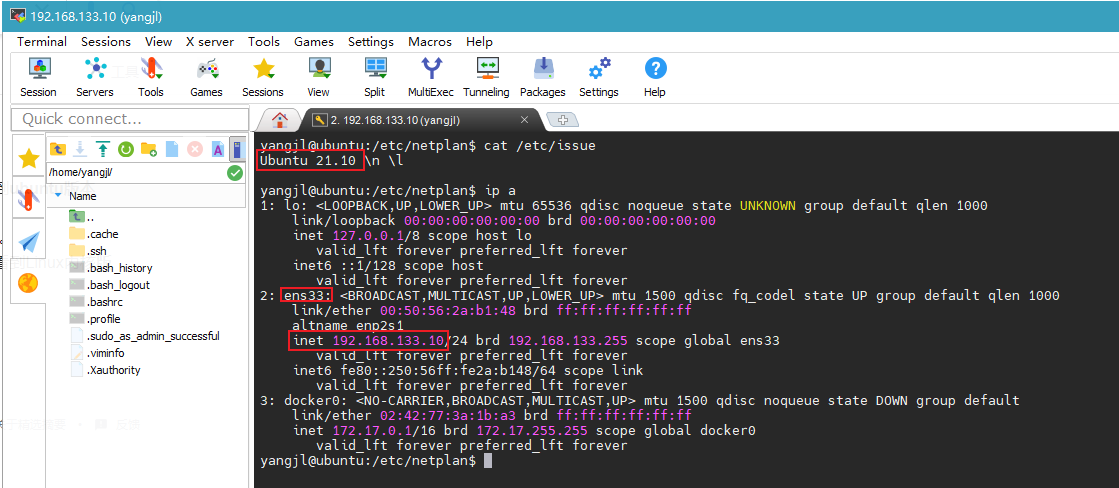 192.168.133.10 (yangjl)
Terminal Sessions View X server Tools Games Settings Macros Help
Session Servers Tools Games Sessions View Split MultiExec Tunneling Packages Settings Help
Quick connect...
2. 192.168.133.10 (yangjl)
/home/yangjl/
Name
..
.cache
.ssh
.bash_history
.bash_logout
.bashrc
.profile
.sudo_as_admin_successful
.viminfo
.Xauthority
yangjl@ubuntu:/etc/netplan$ cat /etc/issue
Ubuntu 21.10 \n \l
yangjl@ubuntu:/etc/netplan$ ip a
1: lo: <LOOPBACK,UP,LOWER_UP> mtu 65536 qdisc noqueue state UNKNOWN group default qlen 1000
link/loopback 00:00:00:00:00:00 brd 00:00:00:00:00:00
inet 127.0.0.1/8 scope host lo
valid_lft forever preferred_lft forever
inet6 ::1/128 scope host
valid_lft forever preferred_lft forever
2: ens33: <BROADCAST,MULTICAST,UP,LOWER_UP> mtu 1500 qdisc fq_codel state UP group default qlen 1000
link/ether 00:50:56:2a:b1:48 brd ff:ff:ff:ff:ff:ff
altname enp2s1
inet 192.168.133.10/24 brd 192.168.133.255 scope global ens33
valid_lft forever preferred_lft forever
inet6 fe80::250:56ff:fe2a:b148/64 scope link
valid_lft forever preferred_lft forever
3: docker0: <NO-CARRIER,BROADCAST,MULTICAST,UP> mtu 1500 qdisc noqueue state DOWN group default
link/ether 02:42:77:3a:1b:a3 brd ff:ff:ff:ff:ff:ff
inet 172.17.0.1/16 brd 172.17.255.255 scope global docker0
valid_lft forever preferred_lft forever
yangjl@ubuntu:/etc/netplan$